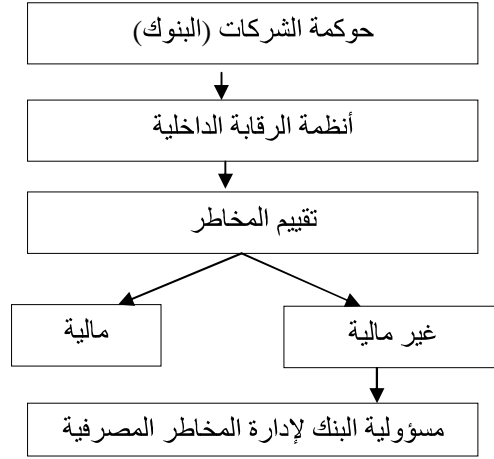 حوكمة الشركات (البنوك)
أنظمة الرقابة الداخلية
تقييم المخاطر
غير مالية
مالية
مسؤولية البنك لإدارة المخاطر المصرفية